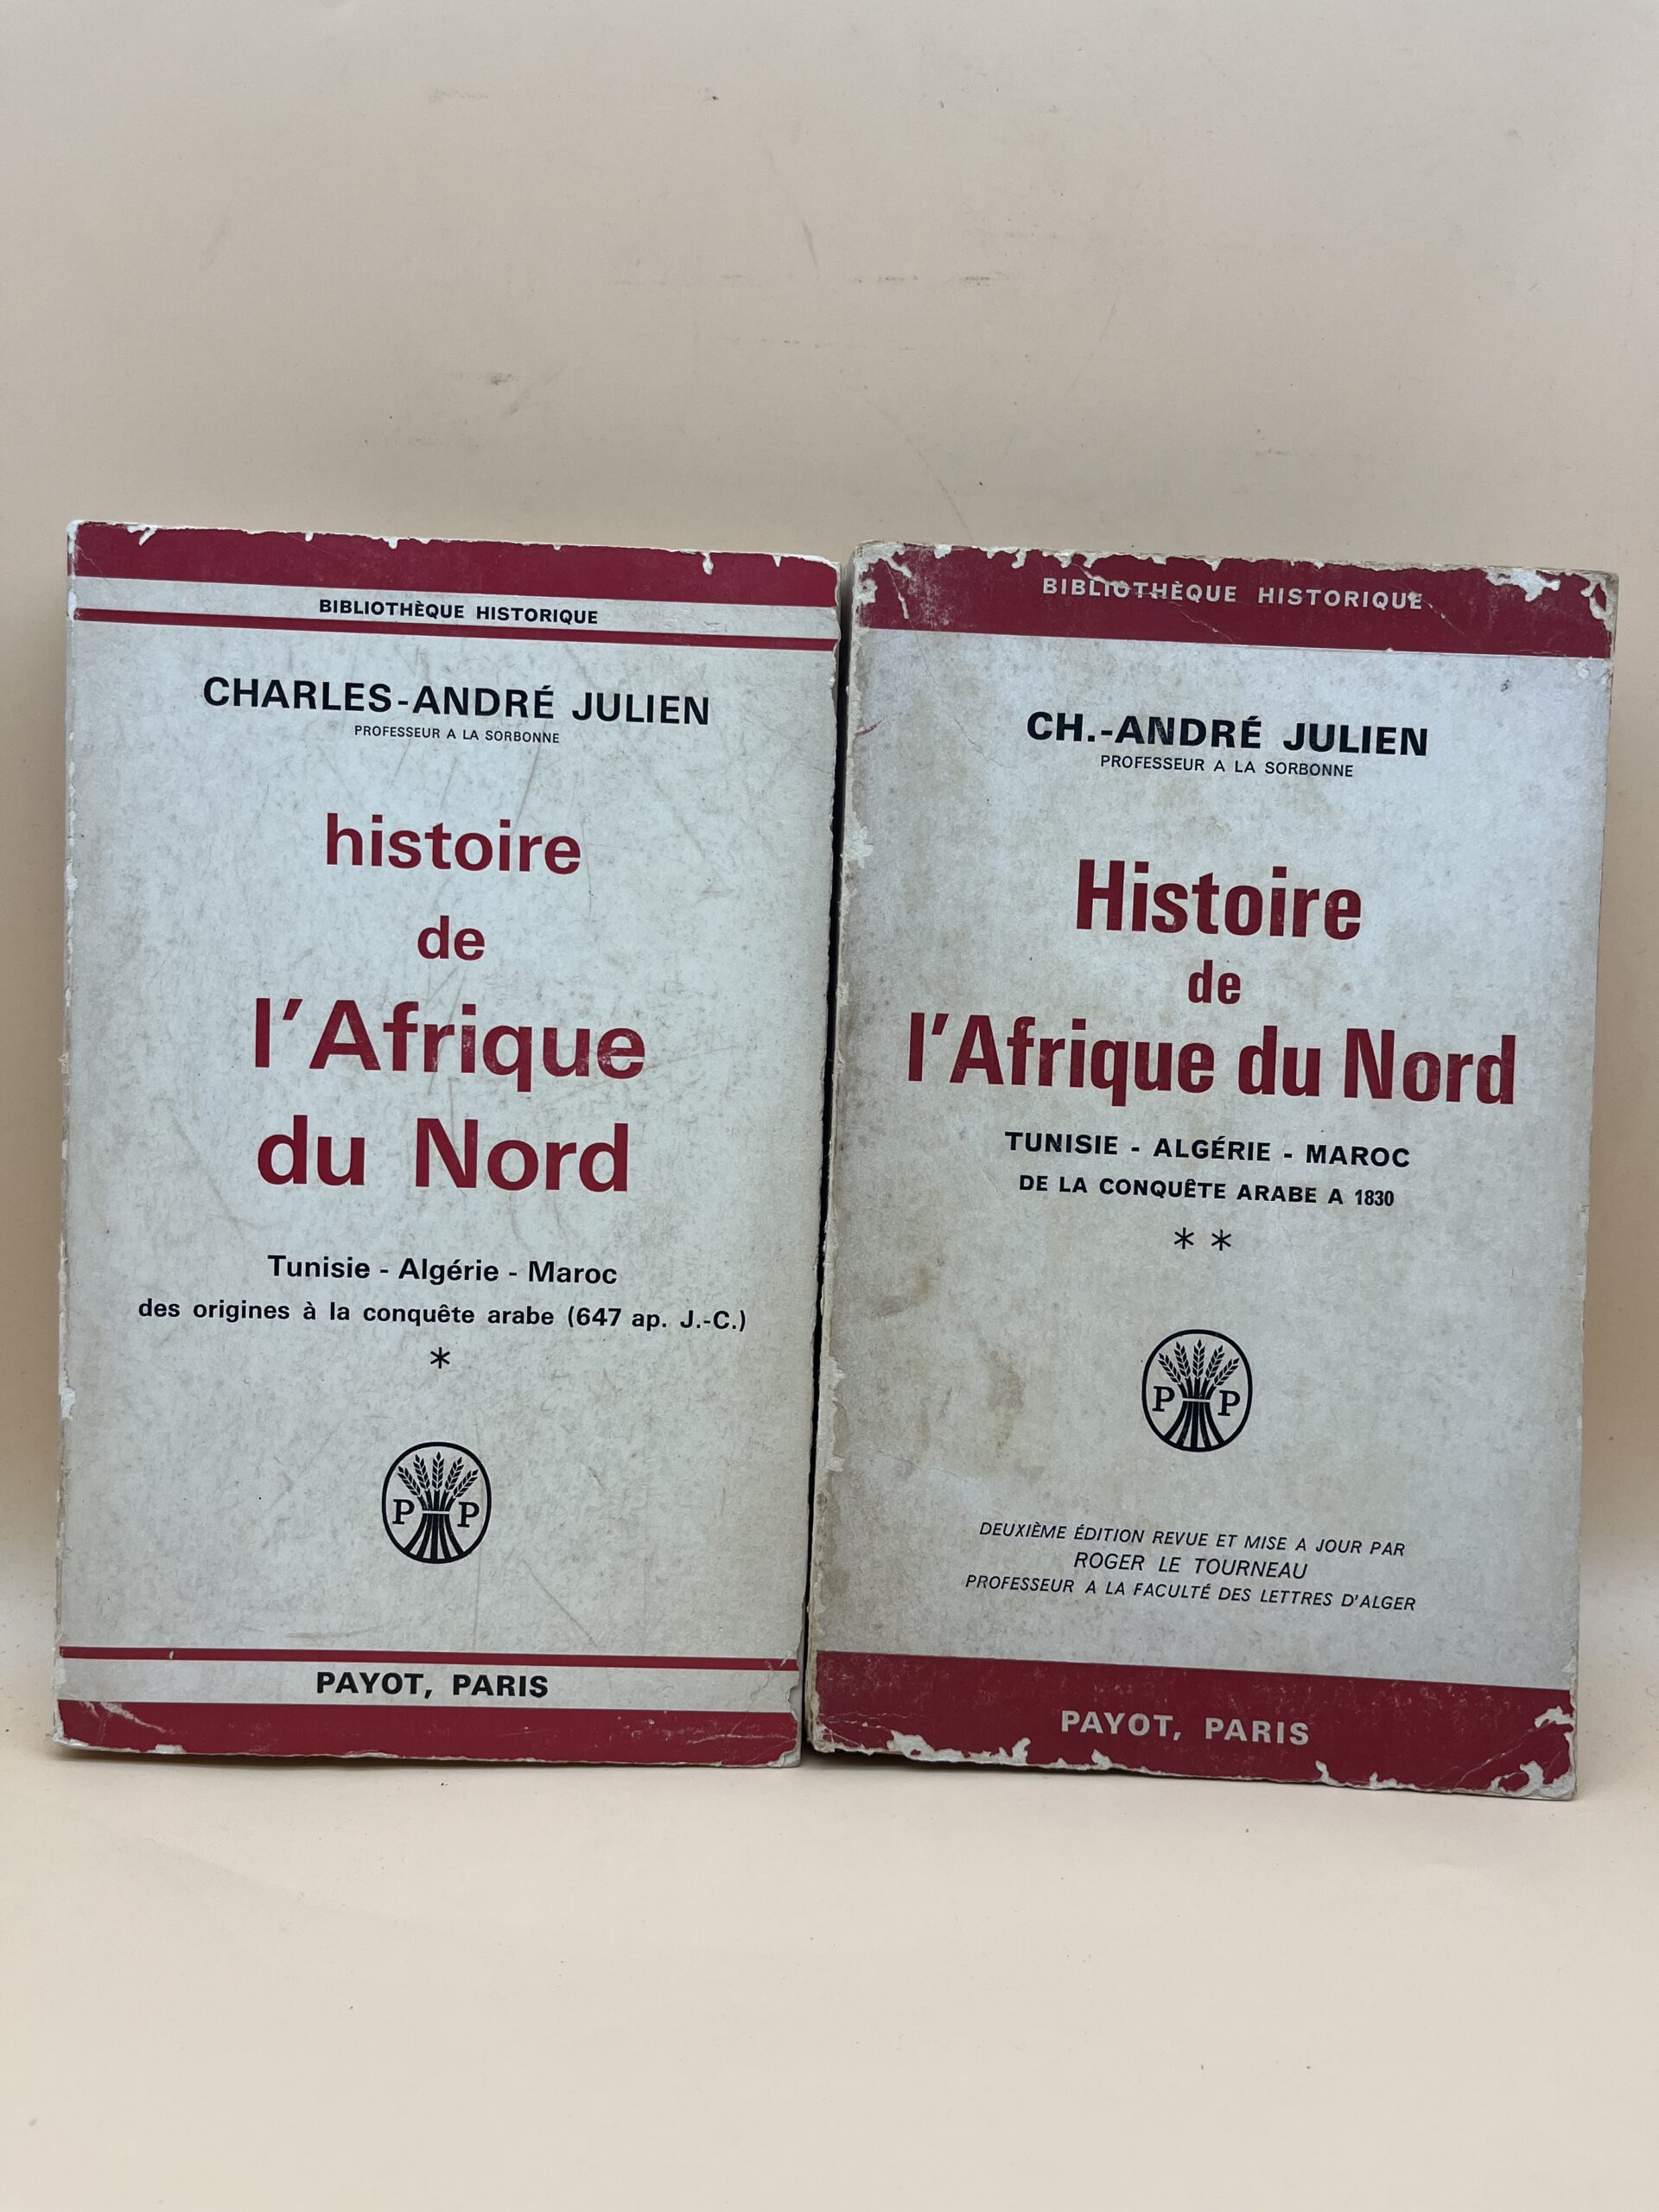 BIBLIOTHÈQUE HISTORIQUE
CHARLES-ANDRÉ JULIEN
PROFESSEUR A LA SORBONNE
histoire
de
l'Afrique
du Nord
Tunisie - Algérie - Maroc
des origines à la conquête arabe (647 ap. J.-C.)
*
P P
PAYOT, PARIS
BIBLIOTHÈQUE HISTORIQUE
CH.-ANDRÉ JULIEN
PROFESSEUR A LA SORBONNE
Histoire
de
l'Afrique du Nord
TUNISIE - ALGÉRIE - MAROC
DE LA CONQUÊTE ARABE A 1830
* *
P P
DEUXIÈME ÉDITION REVUE ET MISE A JOUR PAR
ROGER LE TOURNEAU
PROFESSEUR A LA FACULTÉ DES LETTRES D'ALGER
PAYOT, PARIS